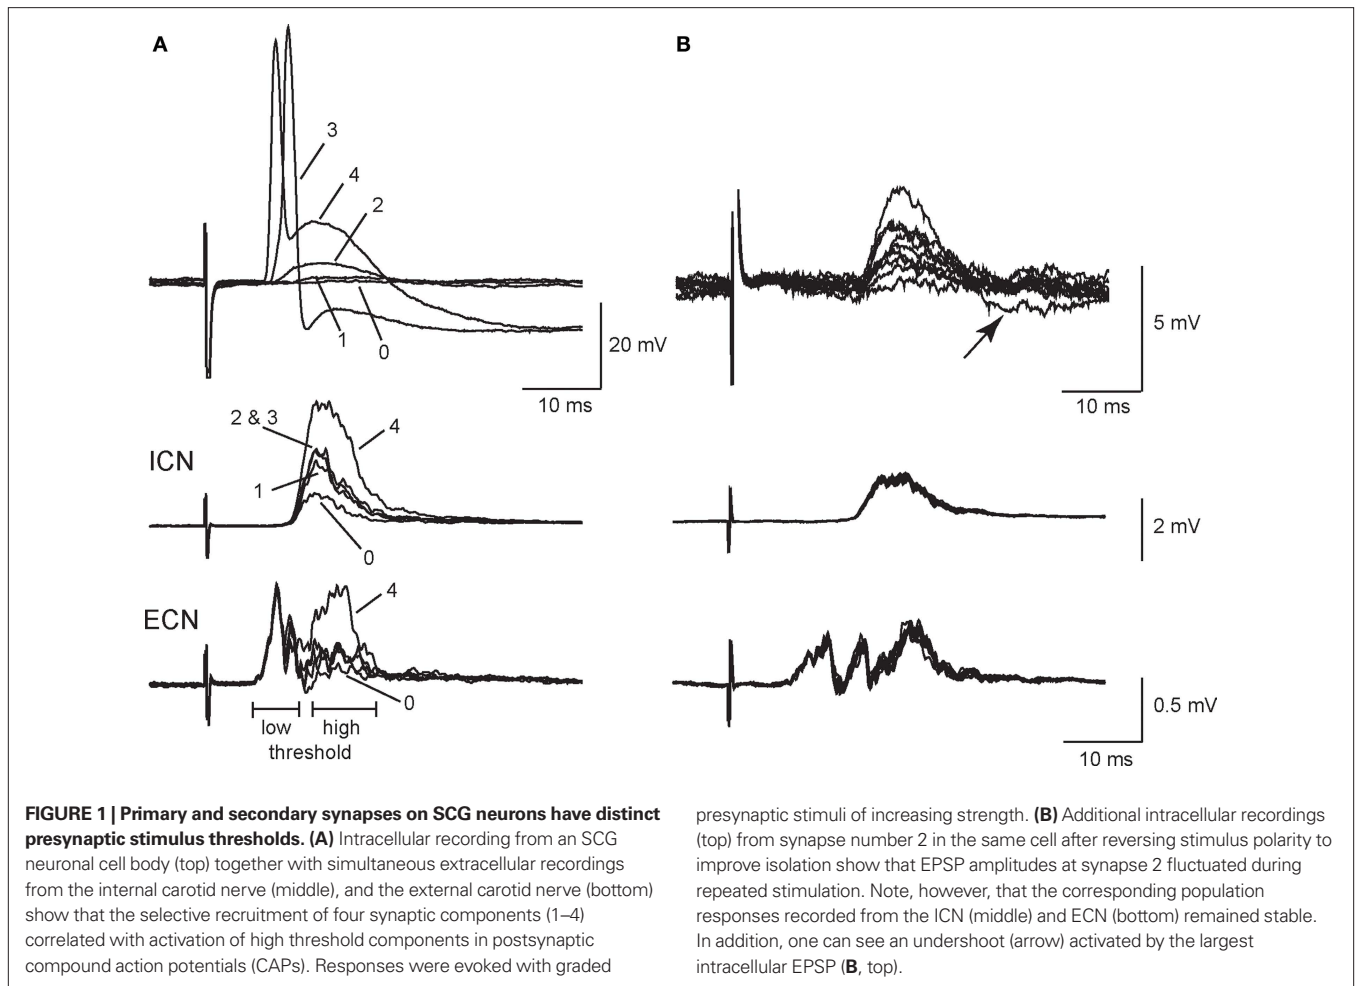 A
B
3
4
2
1
0
20 mV
10 ms
5 mV
10 ms
ICN
2 & 3
4
1
0
2 mV
ECN
4
0
low
high
threshold
0.5 mV
10 ms
FIGURE 1 | Primary and secondary synapses on SCG neurons have distinct
presynaptic stimulus thresholds. (A) Intracellular recording from an SCG
neuronal cell body (top) together with simultaneous extracellular recordings
from the internal carotid nerve (middle), and the external carotid nerve (bottom)
show that the selective recruitment of four synaptic components (1–4)
correlated with activation of high threshold components in postsynaptic
compound action potentials (CAPs). Responses were evoked with graded
presynaptic stimuli of increasing strength. (B) Additional intracellular recordings
(top) from synapse number 2 in the same cell after reversing stimulus polarity to
improve isolation show that EPSP amplitudes at synapse 2 fluctuated during
repeated stimulation. Note, however, that the corresponding population
responses recorded from the ICN (middle) and ECN (bottom) remained stable.
In addition, one can see an undershoot (arrow) activated by the largest
intracellular EPSP (B, top).